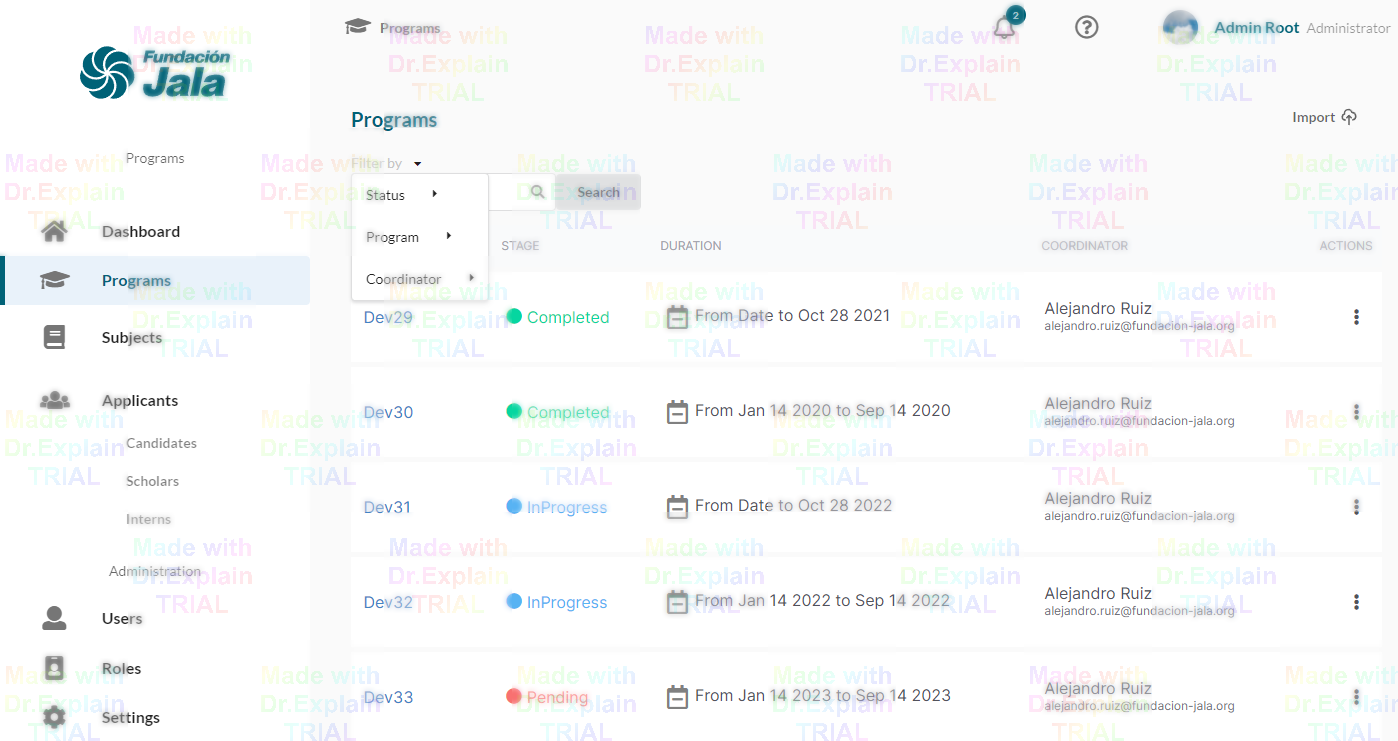 Fundación
Jala
Programs
Dashboard
Programs
Subjects
Applicants
Candidates
Scholars
Interns
Administration
Users
Roles
Settings
Programs
2
Admin Root Administrator
Programs
Import
Filter by
Search
Status
Program
Coordinator
STAGE DURATION COORDINATOR ACTIONS
Dev29 Completed From Date to Oct 28 2021 Alejandro Ruiz
alejandro.ruiz@fundacion-jala.org
Dev30 Completed From Jan 14 2020 to Sep 14 2020 Alejandro Ruiz
alejandro.ruiz@fundacion-jala.org
Dev31 InProgress From Date to Oct 28 2022 Alejandro Ruiz
alejandro.ruiz@fundacion-jala.org
Dev32 InProgress From Jan 14 2022 to Sep 14 2022 Alejandro Ruiz
alejandro.ruiz@fundacion-jala.org
Dev33 Pending From Jan 14 2023 to Sep 14 2023 Alejandro Ruiz
alejandro.ruiz@fundacion-jala.org
Made with
Dr.Explain
TRIAL